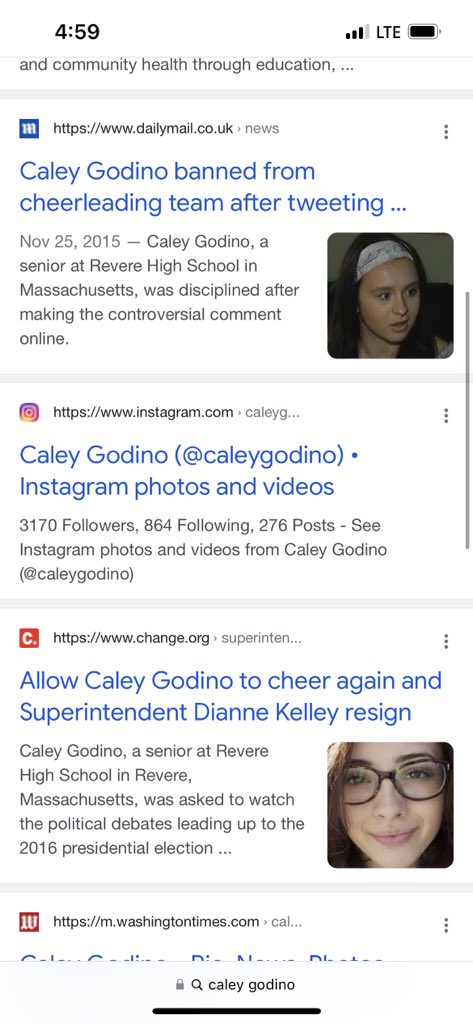 4:59
LTE
and community health through education, ...
https://www.dailymail.co.uk › news
Caley Godino banned from
cheerleading team after tweeting ...
Nov 25, 2015 — Caley Godino, a
senior at Revere High School in
Massachusetts, was disciplined after
making the controversial comment
online.
https://www.instagram.com › caleyg...
Caley Godino (@caleygodino) •
Instagram photos and videos
3170 Followers, 864 Following, 276 Posts - See
Instagram photos and videos from Caley Godino
(@caleygodino)
https://www.change.org › superinten...
Allow Caley Godino to cheer again and
Superintendent Dianne Kelley resign
Caley Godino, a senior at Revere
High School in Revere,
Massachusetts, was asked to watch
the political debates leading up to the
2016 presidential election ...
https://m.washingtontimes.com › cal...
Caley Godino - Bio, News, Photos
caley godino